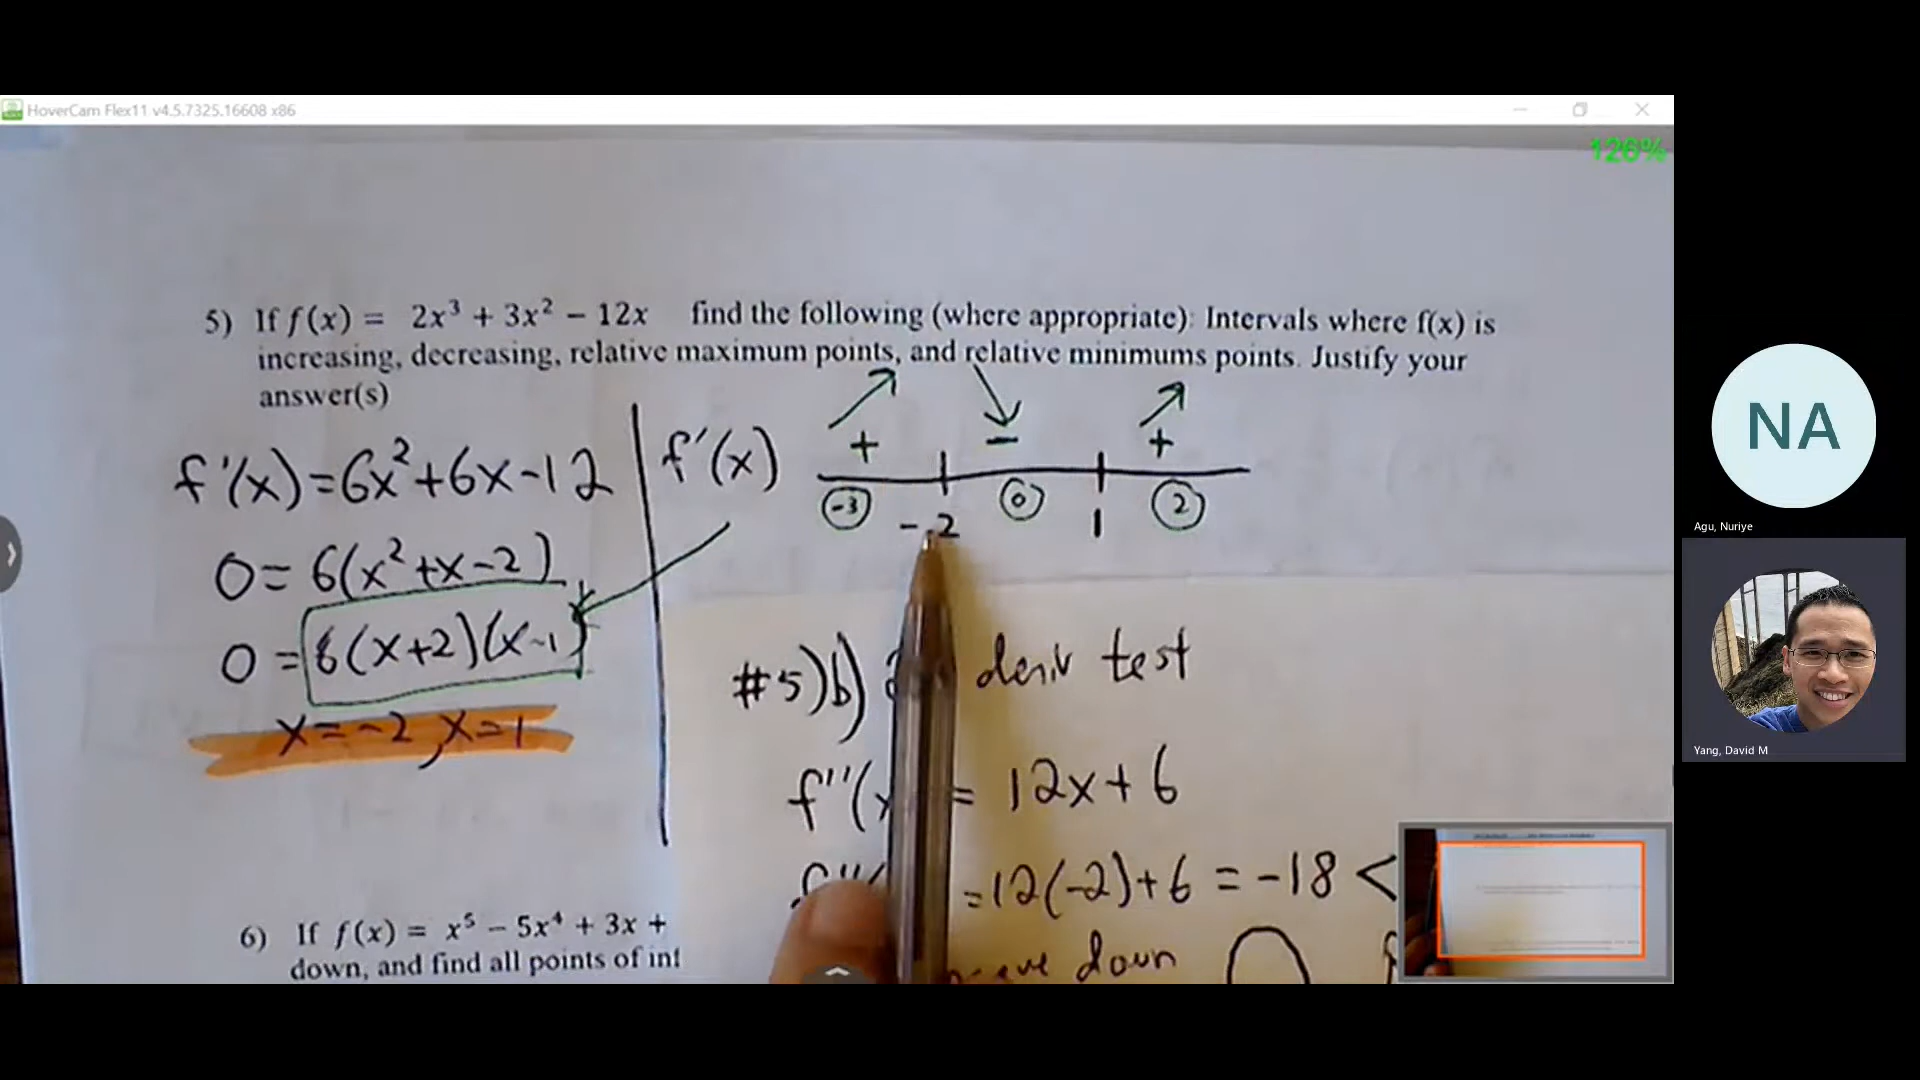 HoverCam Flex11 v4.5.7325.16608 x86
126%
5) If f(x) = 2x³ + 3x² − 12x find the following (where appropriate): Intervals where f(x) is
increasing, decreasing, relative maximum points, and relative minimums points. Justify your
answer(s)
f'(x)=6x²+6x-12
0= 6(x²+x-2)
0 = 6(x+2)(x-1)
x=-2, x=1
f'(x)
+ − +
-3 0 2
-2 1
#5)b) deriv test
f''(x = 12x+6
f'' =12(-2)+6 = -18 <
down
6) If f(x) = x⁵ − 5x⁴ + 3x +
down, and find all points of inf
NA
Agu, Nuriye
Yang, David M